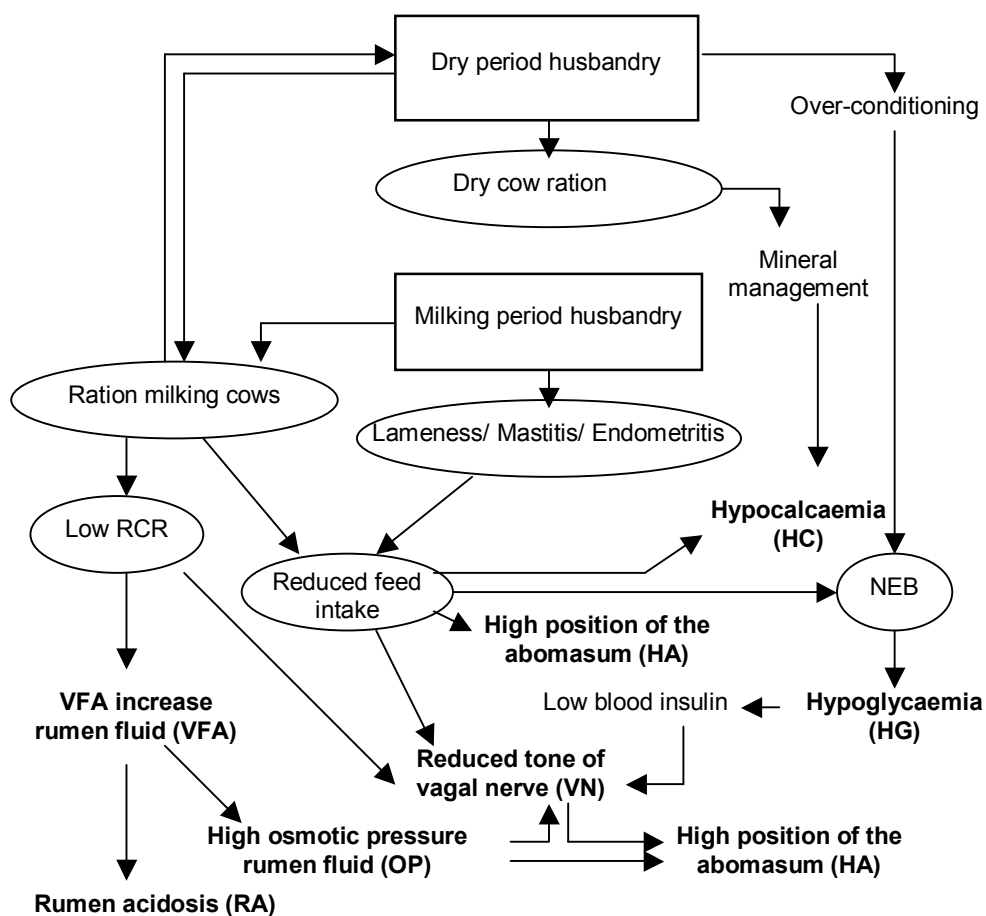 Dry period husbandry
Over-conditioning
Dry cow ration
Mineral
management
Milking period husbandry
Ration milking cows
Lameness/ Mastitis/ Endometritis
Hypocalcaemia
(HC)
Low RCR
Reduced feed
intake
NEB
High position of the
abomasum (HA)
VFA increase
rumen fluid (VFA)
Low blood insulin
Hypoglycaemia
(HG)
Reduced tone of
vagal nerve (VN)
High osmotic pressure
rumen fluid (OP)
High position of the
abomasum (HA)
Rumen acidosis (RA)